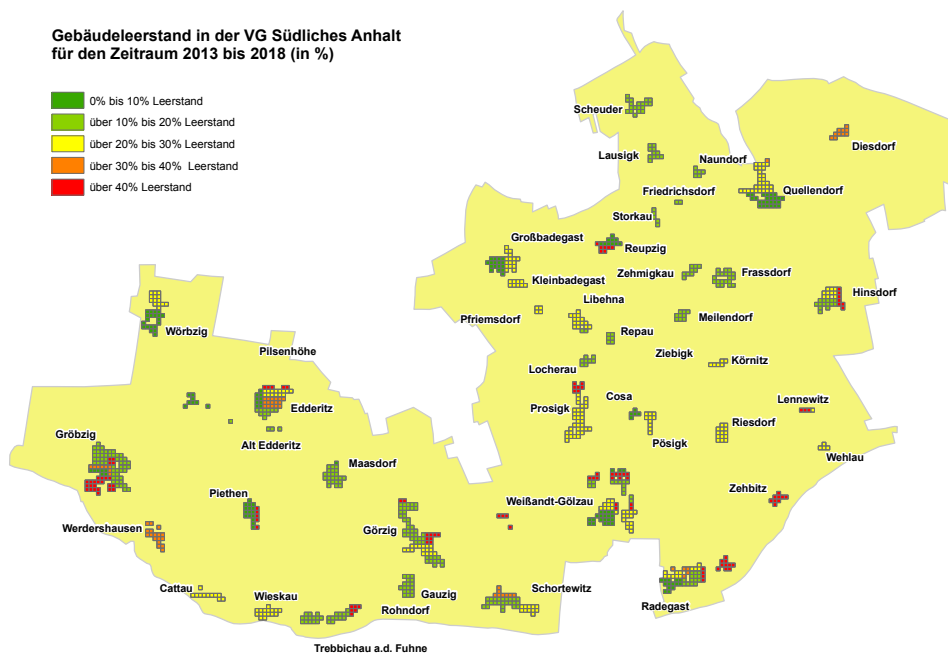 Gebäudeleerstand in der VG Südliches Anhalt
für den Zeitraum 2013 bis 2018 (in %)
0% bis 10% Leerstand
über 10% bis 20% Leerstand
über 20% bis 30% Leerstand
über 30% bis 40% Leerstand
über 40% Leerstand
Scheuder
Diesdorf
Lausigk
Naundorf
Friedrichsdorf
Quellendorf
Storkau
Großbadegast
Reupzig
Kleinbadegast
Zehmigkau
Frassdorf
Hinsdorf
Libehna
Pfriemsdorf
Meilendorf
Wörbzig
Repau
Pilsenhöhe
Ziebigk
Körnitz
Locherau
Edderitz
Prosigk
Cosa
Lennewitz
Riesdorf
Gröbzig
Alt Edderitz
Pösigk
Wehlau
Maasdorf
Zehbitz
Piethen
Weißandt-Gölzau
Werdershausen
Görzig
Cattau
Wieskau
Gauzig
Schortewitz
Rohndorf
Radegast
Trebbichau a.d. Fuhne